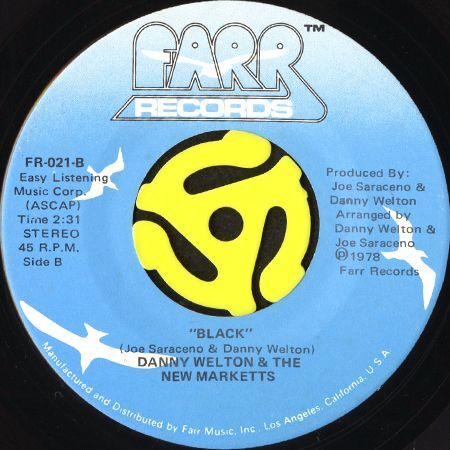 FARR™
RECORDS
FR-021-B
Easy Listening
Music Corp.
(ASCAP)
Time 2:31
STEREO
45 R.P.M.
Side B
Produced By:
Joe Saraceno &
Danny Welton
Arranged by
Danny Welton &
Joe Saraceno
℗1978
Farr Records
"BLACK"
(Joe Saraceno & Danny Welton)
DANNY WELTON & THE
NEW MARKETTS
Manufactured and Distributed by Farr Music, Inc., Los Angeles, California, U.S.A.